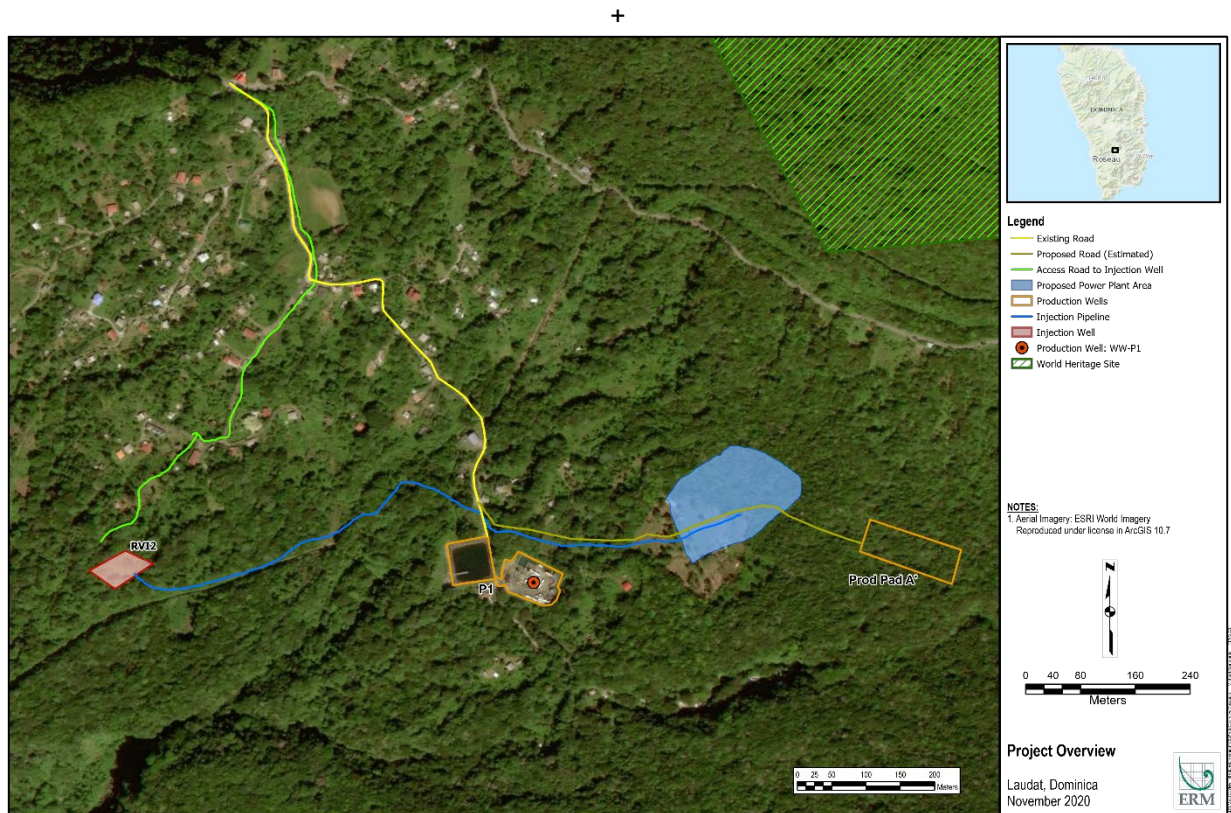 +
RVI2
P1
Prod Pad A'
0 25 50 100 150 200
Meters
DOMINICA
Roseau
Legend
Existing Road
Proposed Road (Estimated)
Access Road to Injection Well
Proposed Power Plant Area
Production Wells
Injection Pipeline
Injection Well
Production Well: WW-P1
World Heritage Site
NOTES:
1. Aerial Imagery: ESRI World Imagery
Reproduced under license in ArcGIS 10.7
N
0 40 80 160 240
Meters
Project Overview
Laudat, Dominica
November 2020
ERM